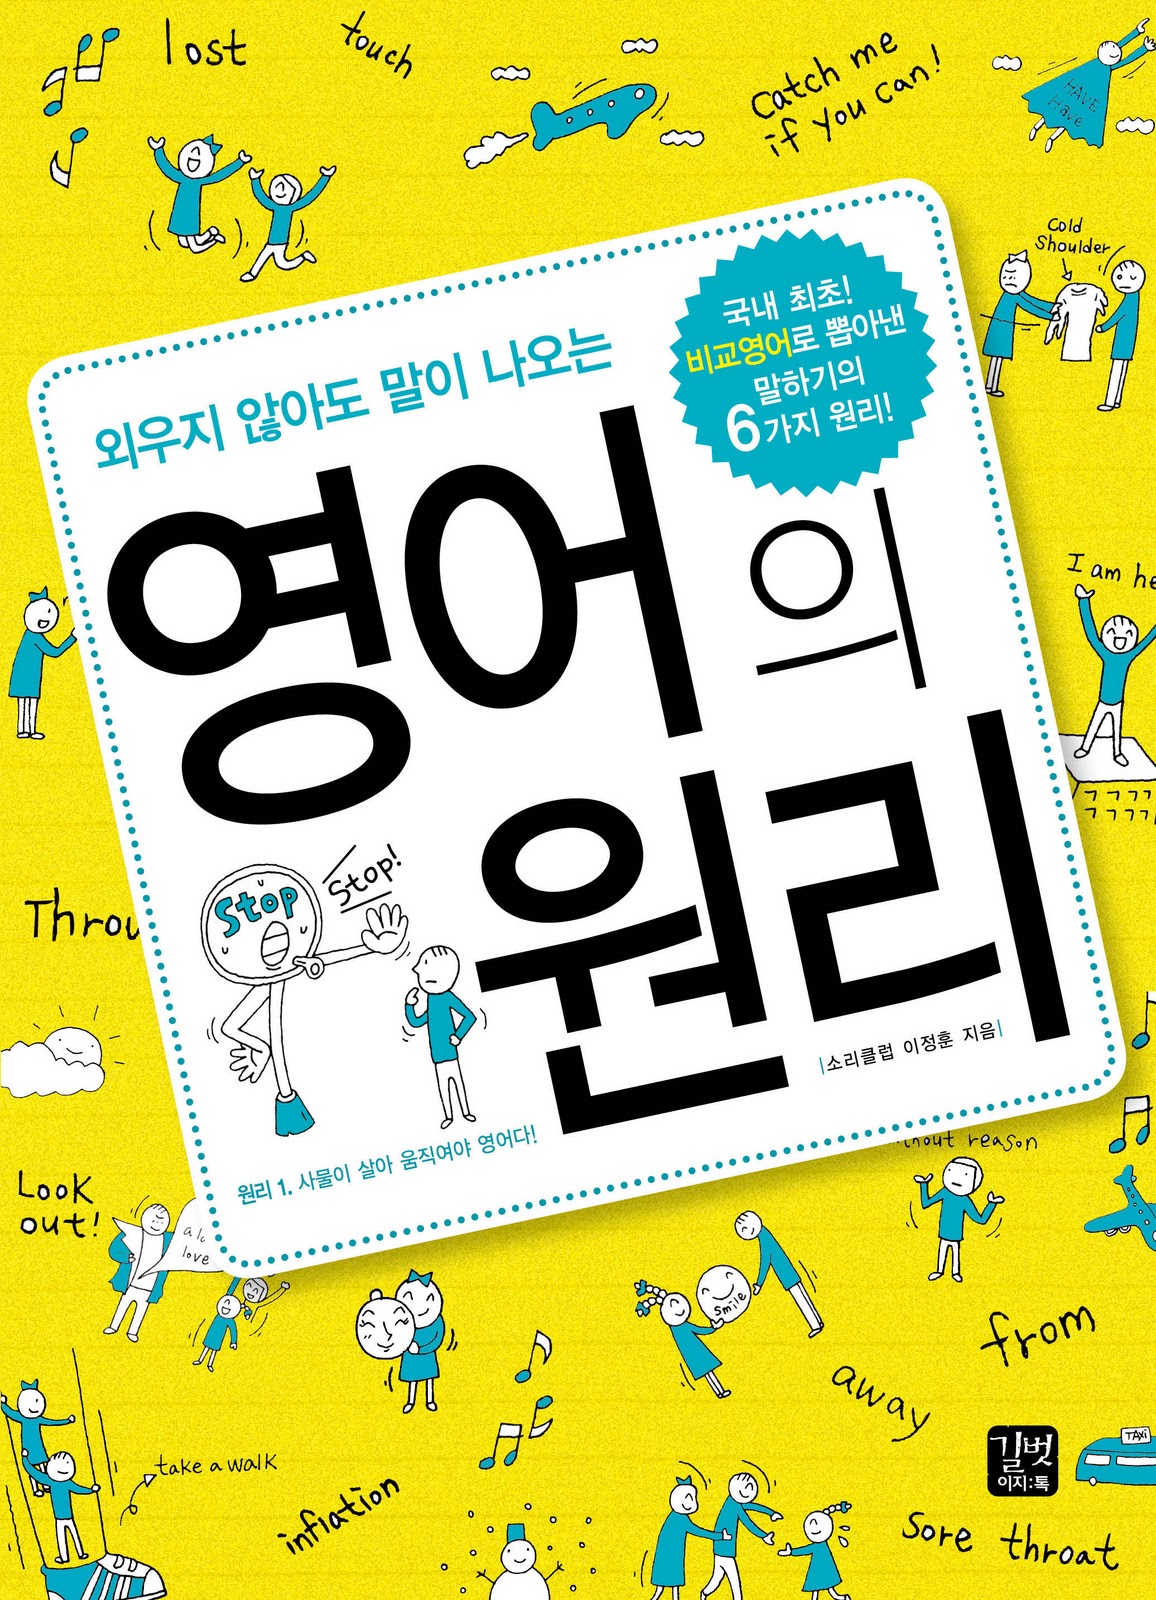 lost
touch
Catch me
if you can!
HAVE
Have
Cold
Shoulder
국내 최초!
비교영어로 뽑아낸
말하기의
6가지 원리!
외우지 않아도 말이 나오는
영어의
원리
I am he
ㄱㄱㄱㄱ
ㄱㄱㄱㄱ
Stop
Stop!
Throu
|소리클럽 이정훈 지음|
원리 1. 사물이 살아 움직여야 영어다!
thout reason
Look
out!
love
smile
from
away
take a walk
inflation
길벗
이지:톡
TAXi
Sore throat